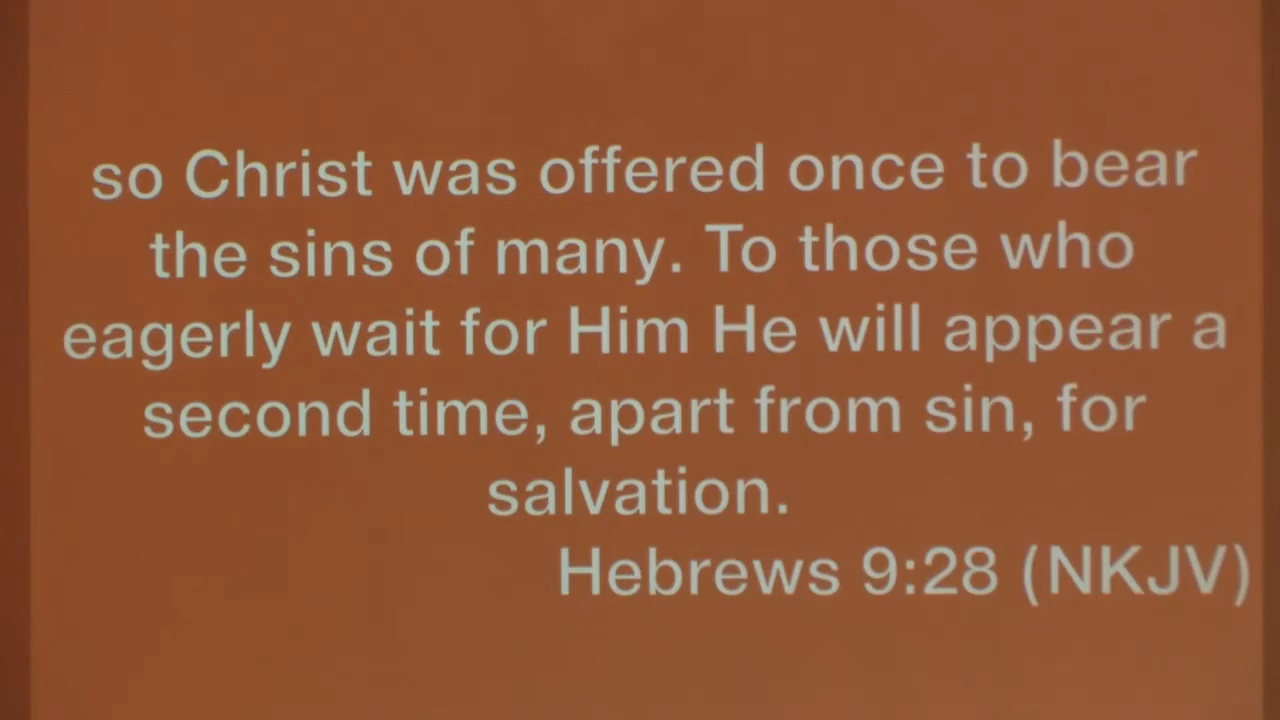 so Christ was offered once to bear
the sins of many. To those who
eagerly wait for Him He will appear a
second time, apart from sin, for
salvation.
Hebrews 9:28 (NKJV)